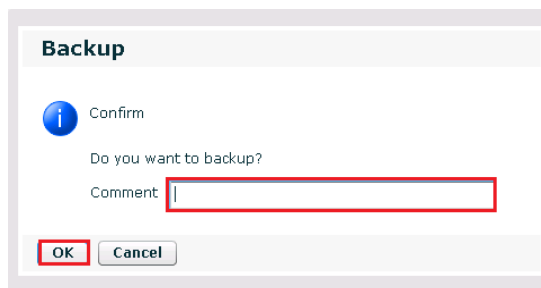 Backup
Confirm
Do you want to backup?
Comment
OK Cancel